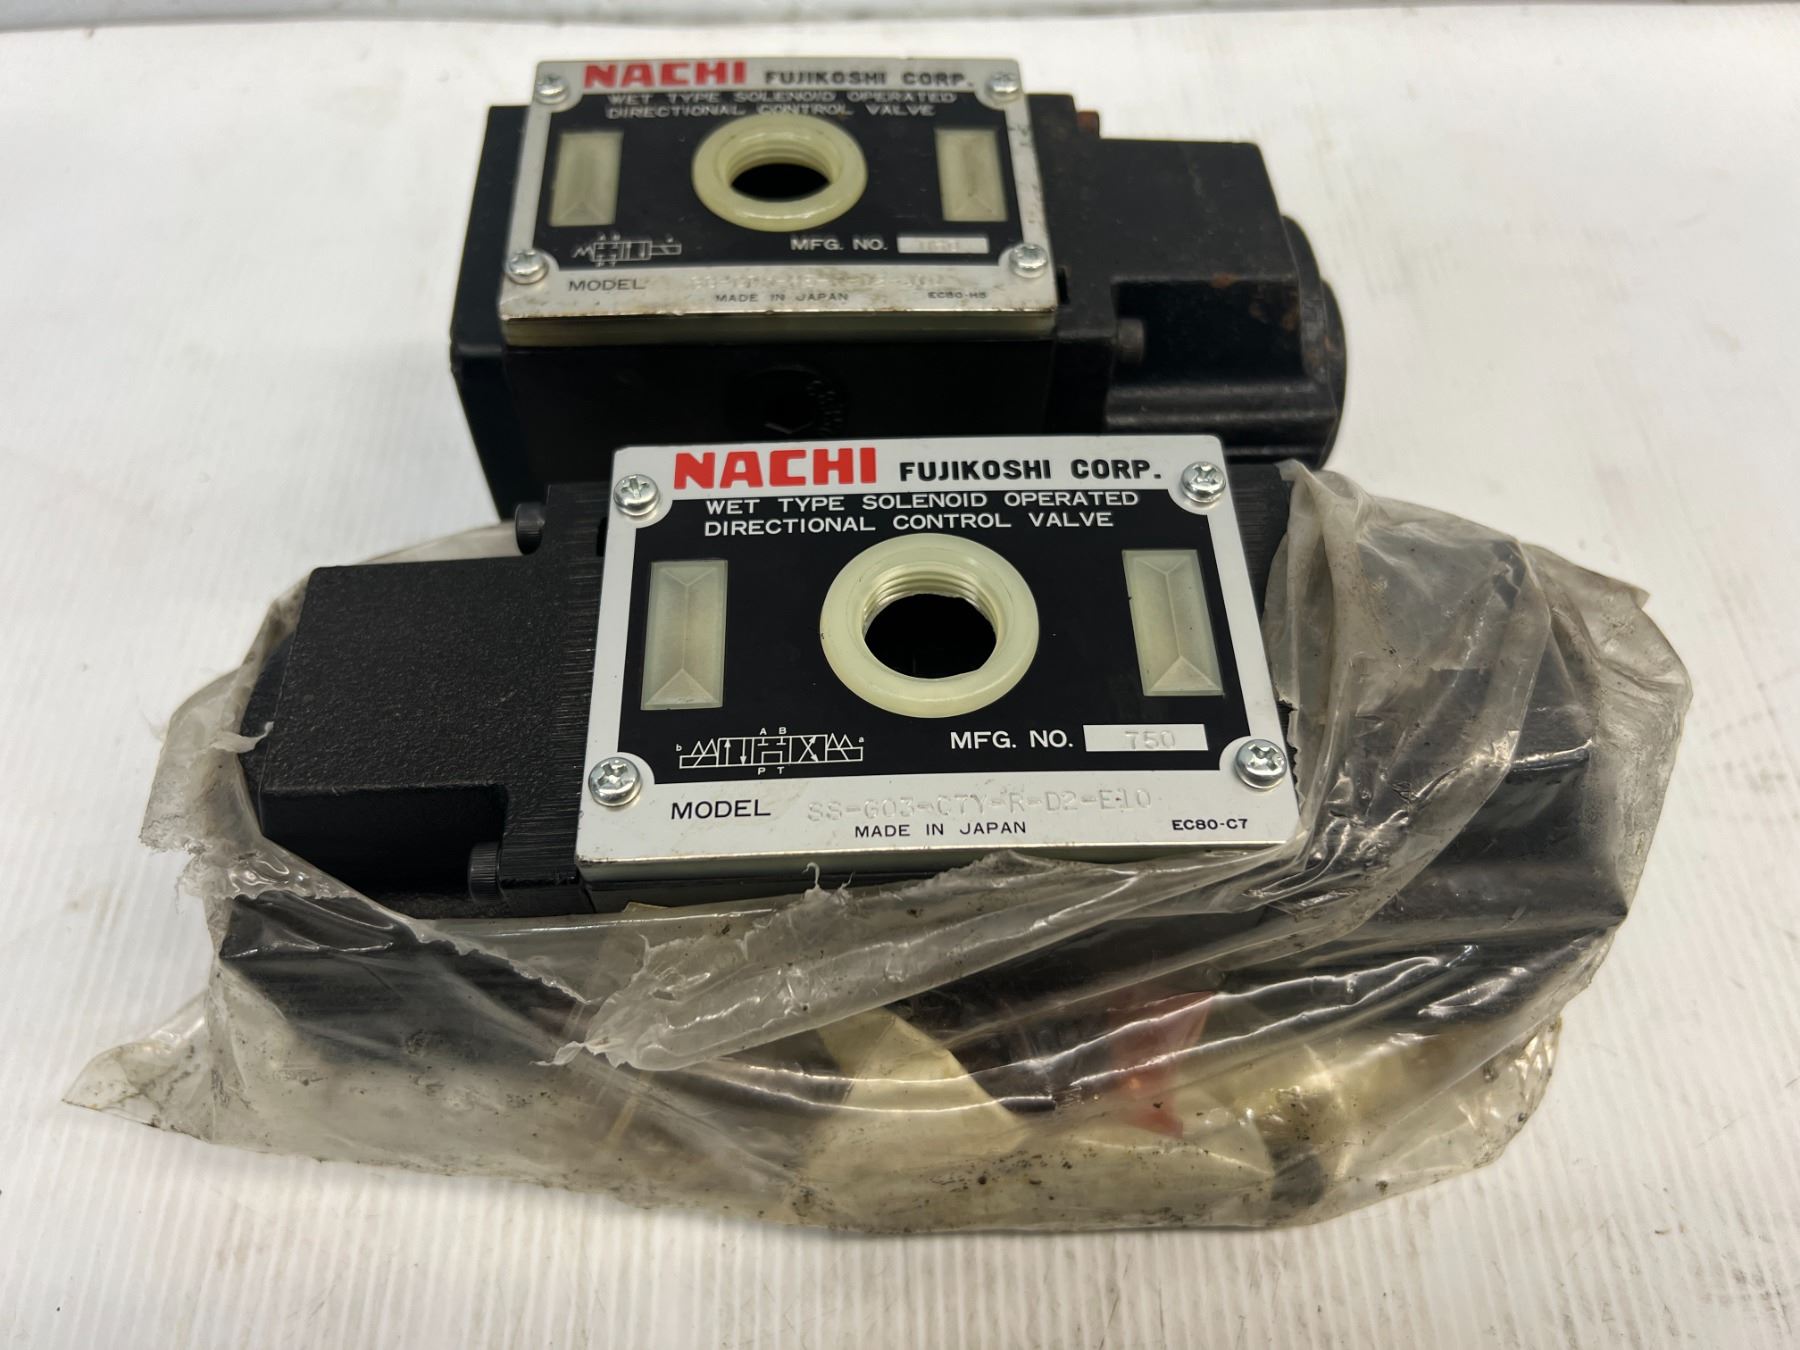 NACHI FUJIKOSHI CORP.
WET TYPE SOLENOID OPERATED
DIRECTIONAL CONTROL VALVE
A B
MFG. NO.
MODEL
MADE IN JAPAN EC80-H5
NACHI FUJIKOSHI CORP.
WET TYPE SOLENOID OPERATED
DIRECTIONAL CONTROL VALVE
A B
b a
P T
MFG. NO. 750
MODEL SS-G03-C7Y-R-D2-E10
MADE IN JAPAN EC80-C7